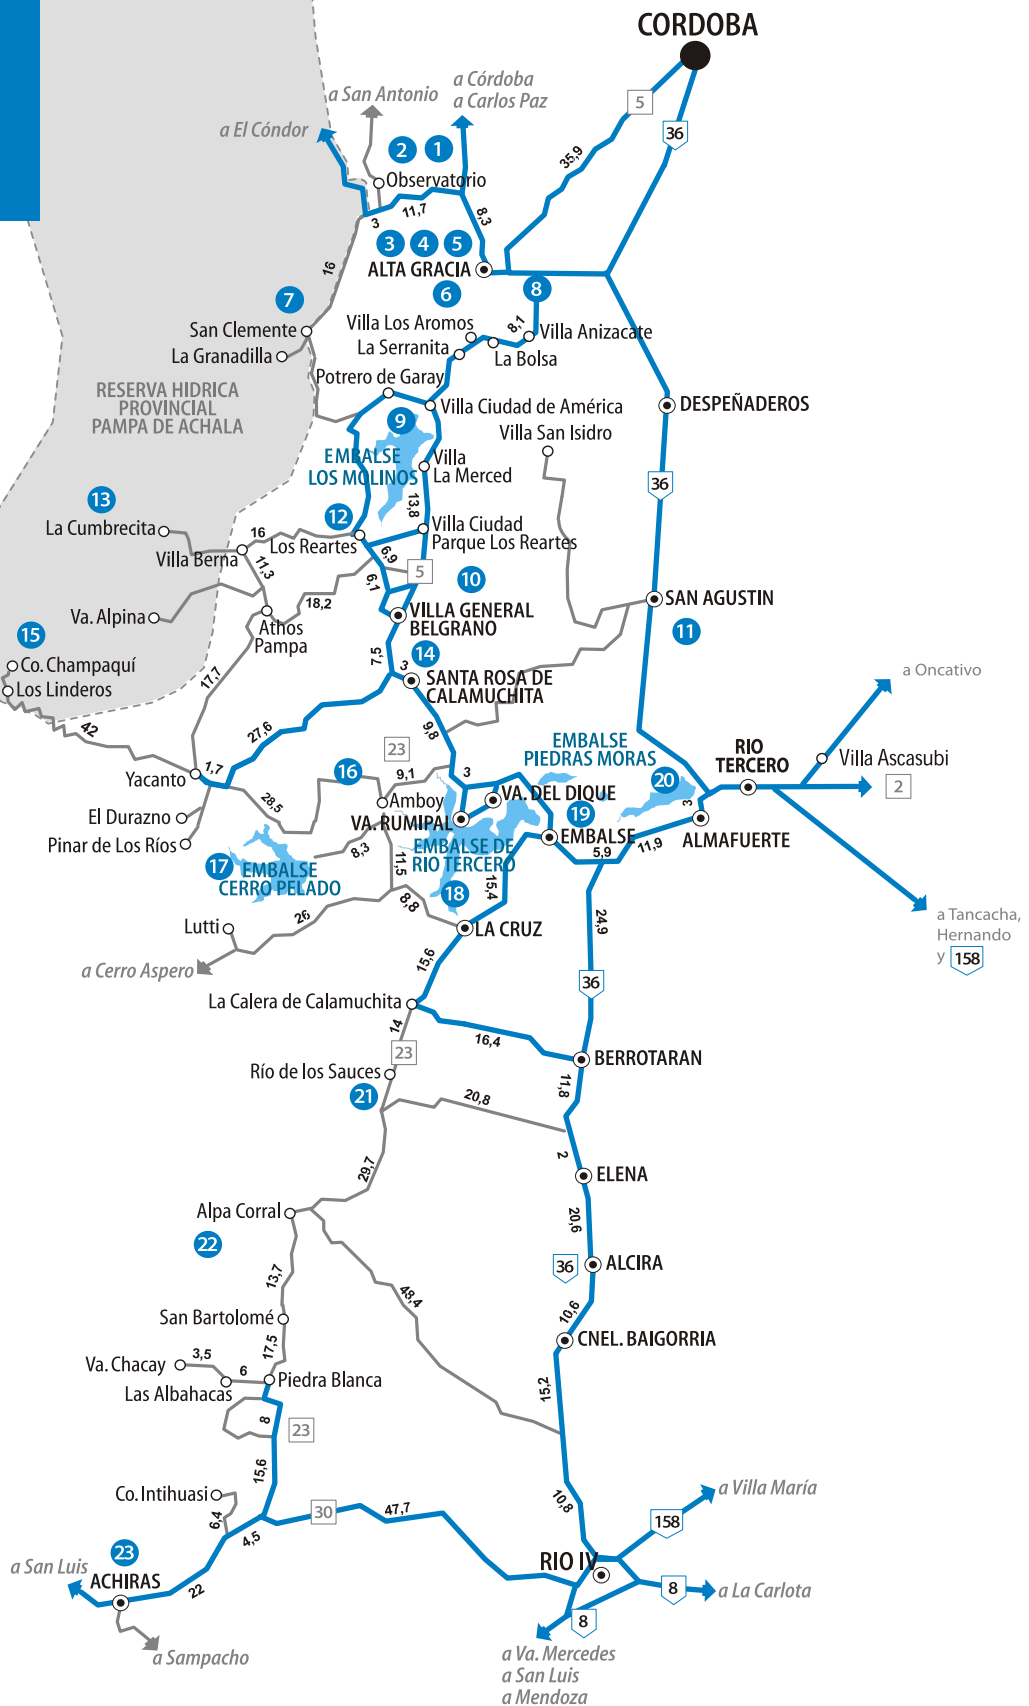 CORDOBA
a Córdoba
a Carlos Paz
a San Antonio
5
a El Cóndor
36
2
1
35,9
Observatorio
11,7
3
8,3
3
4
5
ALTA GRACIA
16
6
8
7
Villa Los Aromos
8,1
Villa Anizacate
San Clemente
La Serranita
La Bolsa
La Granadilla
Potrero de Garay
RESERVA HIDRICA
PROVINCIAL
PAMPA DE ACHALA
Villa Ciudad de América
DESPEÑADEROS
9
Villa San Isidro
EMBALSE
LOS MOLINOS
Villa
La Merced
36
13
13,8
12
La Cumbrecita
16
Los Reartes
Villa Ciudad
Parque Los Reartes
Villa Berna
6,9
11,3
5
10
6,1
18,2
SAN AGUSTIN
Va. Alpina
Athos
Pampa
VILLA GENERAL
BELGRANO
11
15
14
7,5
3
Co. Champaquí
Los Linderos
17,7
SANTA ROSA DE
CALAMUCHITA
a Oncativo
42
27,6
9,8
23
EMBALSE
PIEDRAS MORAS
RIO
TERCERO
Villa Ascasubi
Yacanto
1,7
16
9,1
3
20
2
28,5
Amboy
VA. DEL DIQUE
3
El Durazno
VA. RUMIPAL
19
EMBALSE
ALMAFUERTE
Pinar de Los Ríos
8,3
EMBALSE DE
RIO TERCERO
5,9
11,9
17
EMBALSE
CERRO PELADO
11,5
15,4
18
8,8
26
24,9
Lutti
LA CRUZ
a Tancacha,
Hernando
y 158
a Cerro Aspero
15,6
36
La Calera de Calamuchita
14
16,4
23
BERROTARAN
Río de los Sauces
11,8
21
20,8
2
29,7
ELENA
Alpa Corral
20,6
22
36
ALCIRA
13,7
48,4
10,6
San Bartolomé
CNEL. BAIGORRIA
17,5
3,5
Va. Chacay
6
Piedra Blanca
Las Albahacas
15,2
8
23
15,6
Co. Intihuasi
a Villa María
10,8
6,4
30
47,7
158
4,5
23
RIO IV
a San Luis
ACHIRAS
22
8
a La Carlota
8
a Sampacho
a Va. Mercedes
a San Luis
a Mendoza